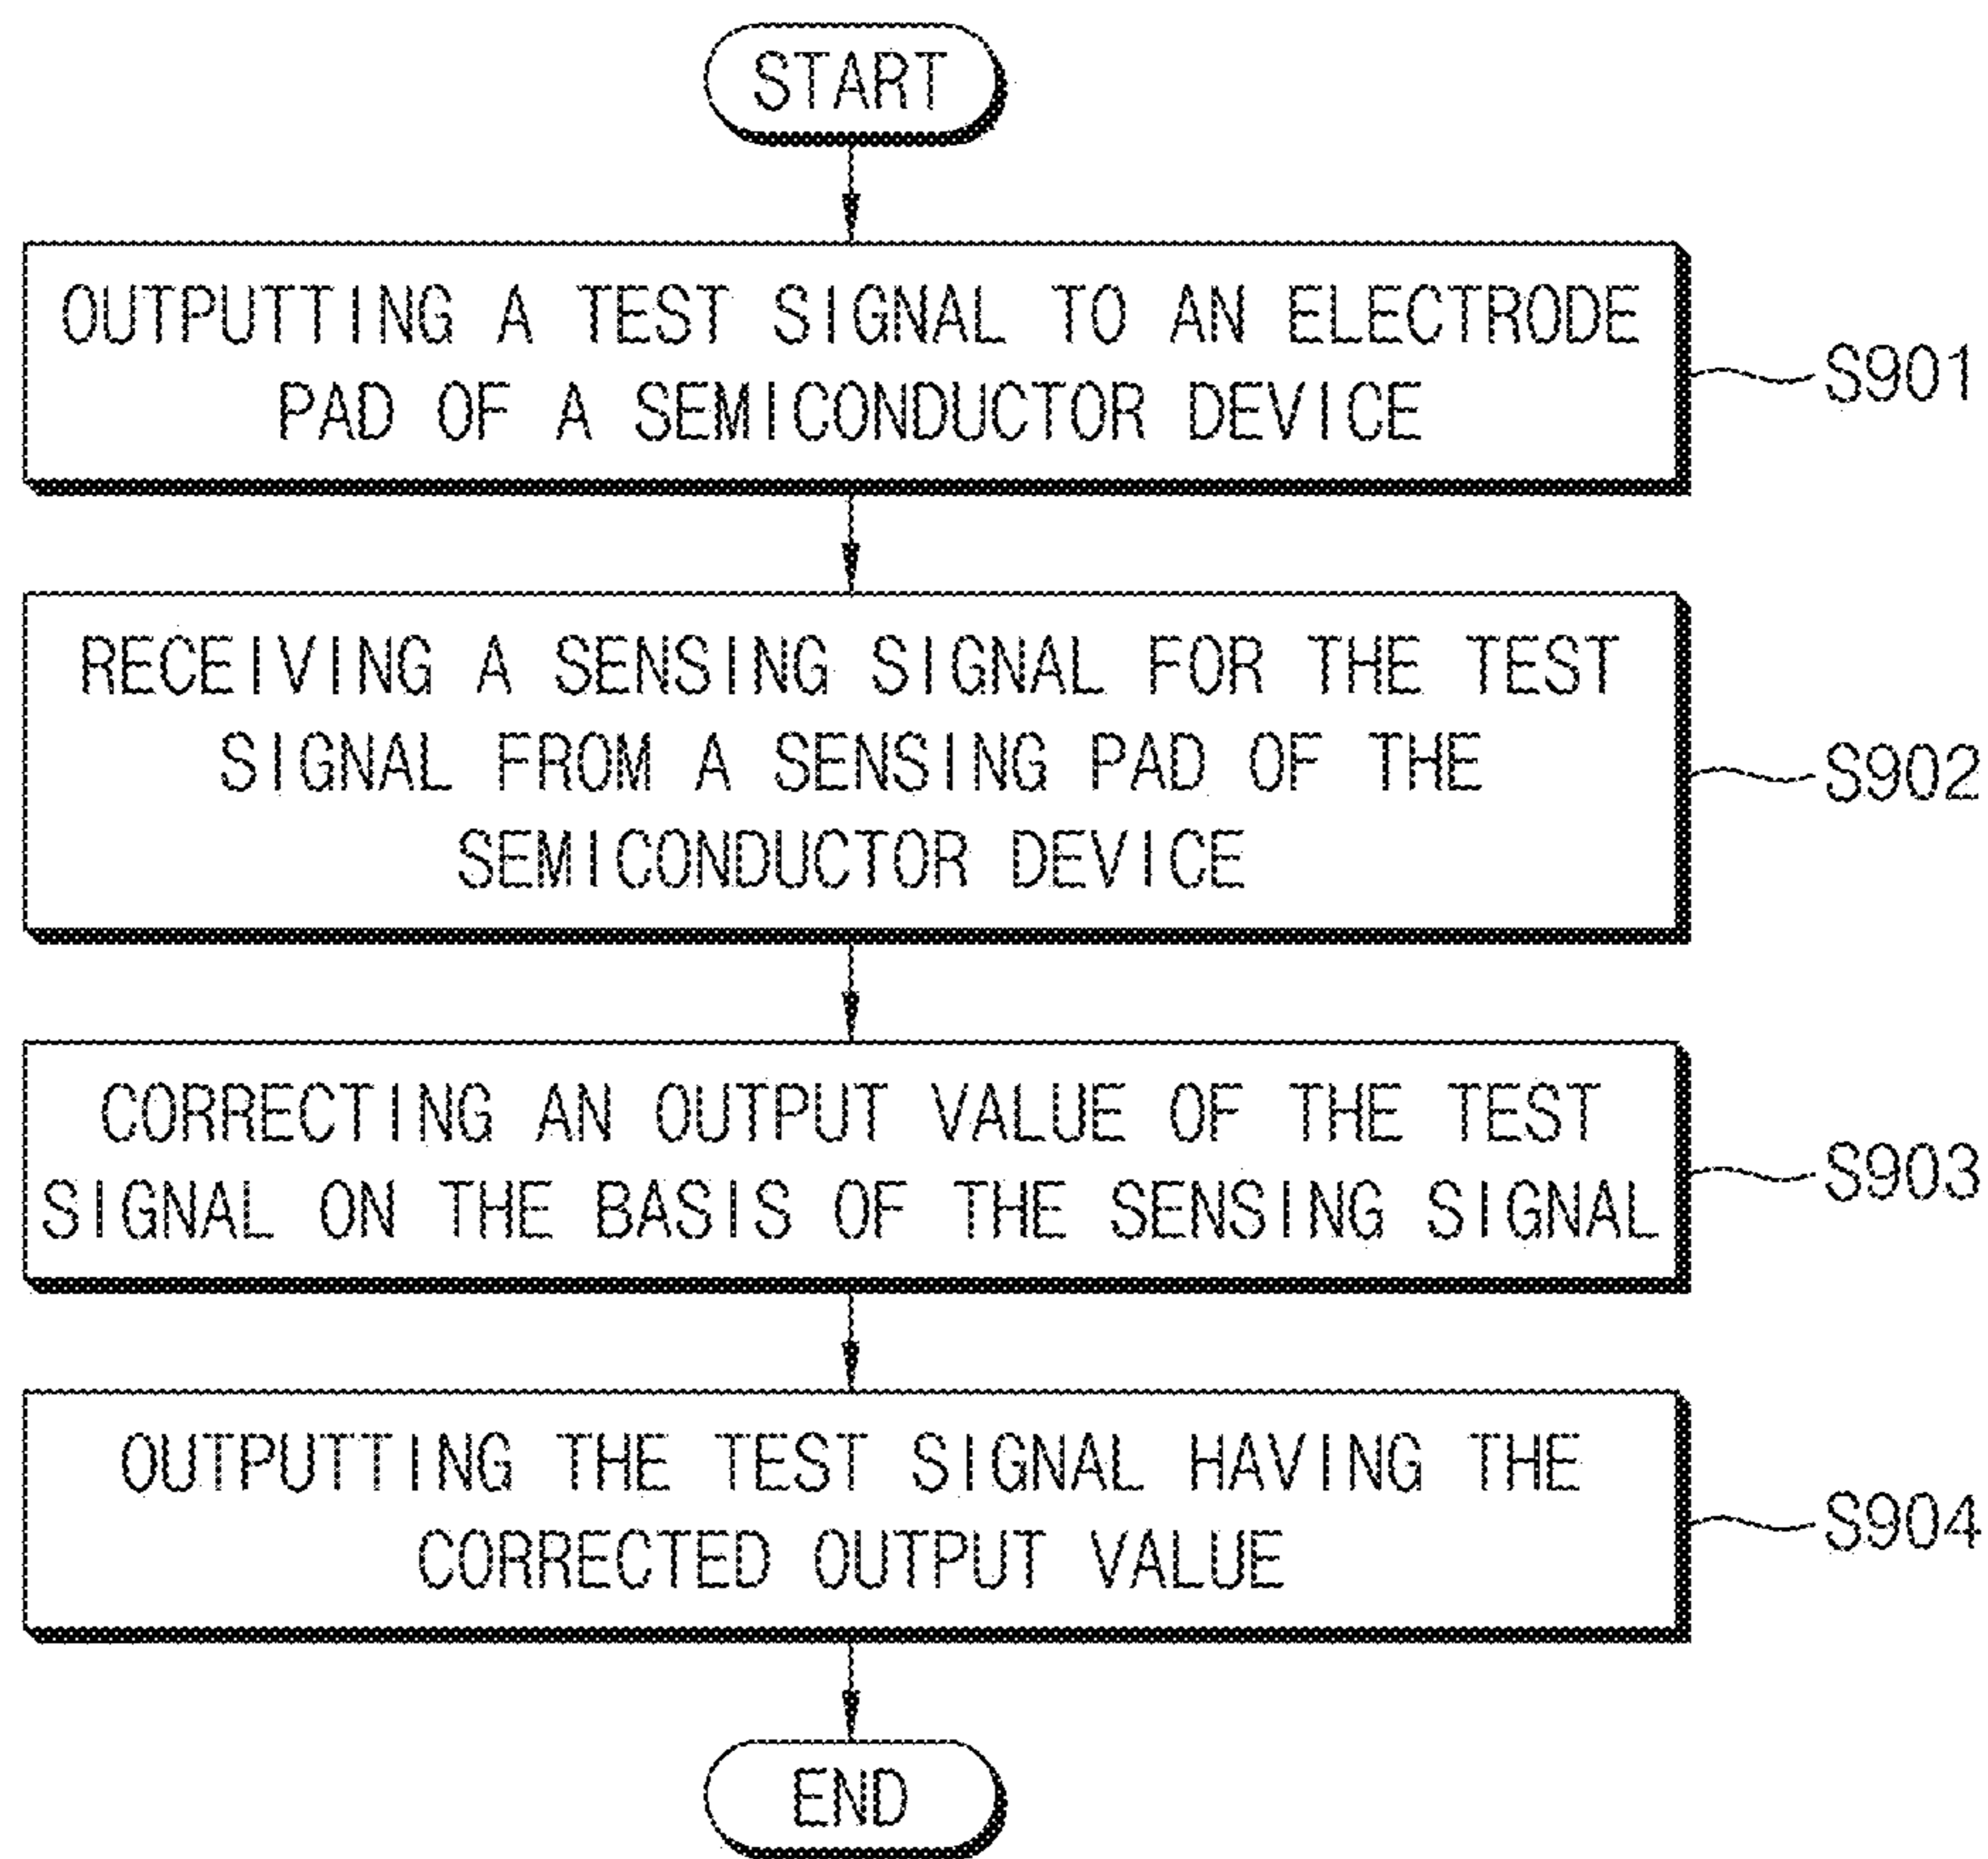 START
OUTPUTTING A TEST SIGNAL TO AN ELECTRODE
PAD OF A SEMICONDUCTOR DEVICE
S901
RECEIVING A SENSING SIGNAL FOR THE TEST
SIGNAL FROM A SENSING PAD OF THE
SEMICONDUCTOR DEVICE
S902
CORRECTING AN OUTPUT VALUE OF THE TEST
SIGNAL ON THE BASIS OF THE SENSING SIGNAL
S903
OUTPUTTING THE TEST SIGNAL HAVING THE
CORRECTED OUTPUT VALUE
S904
END